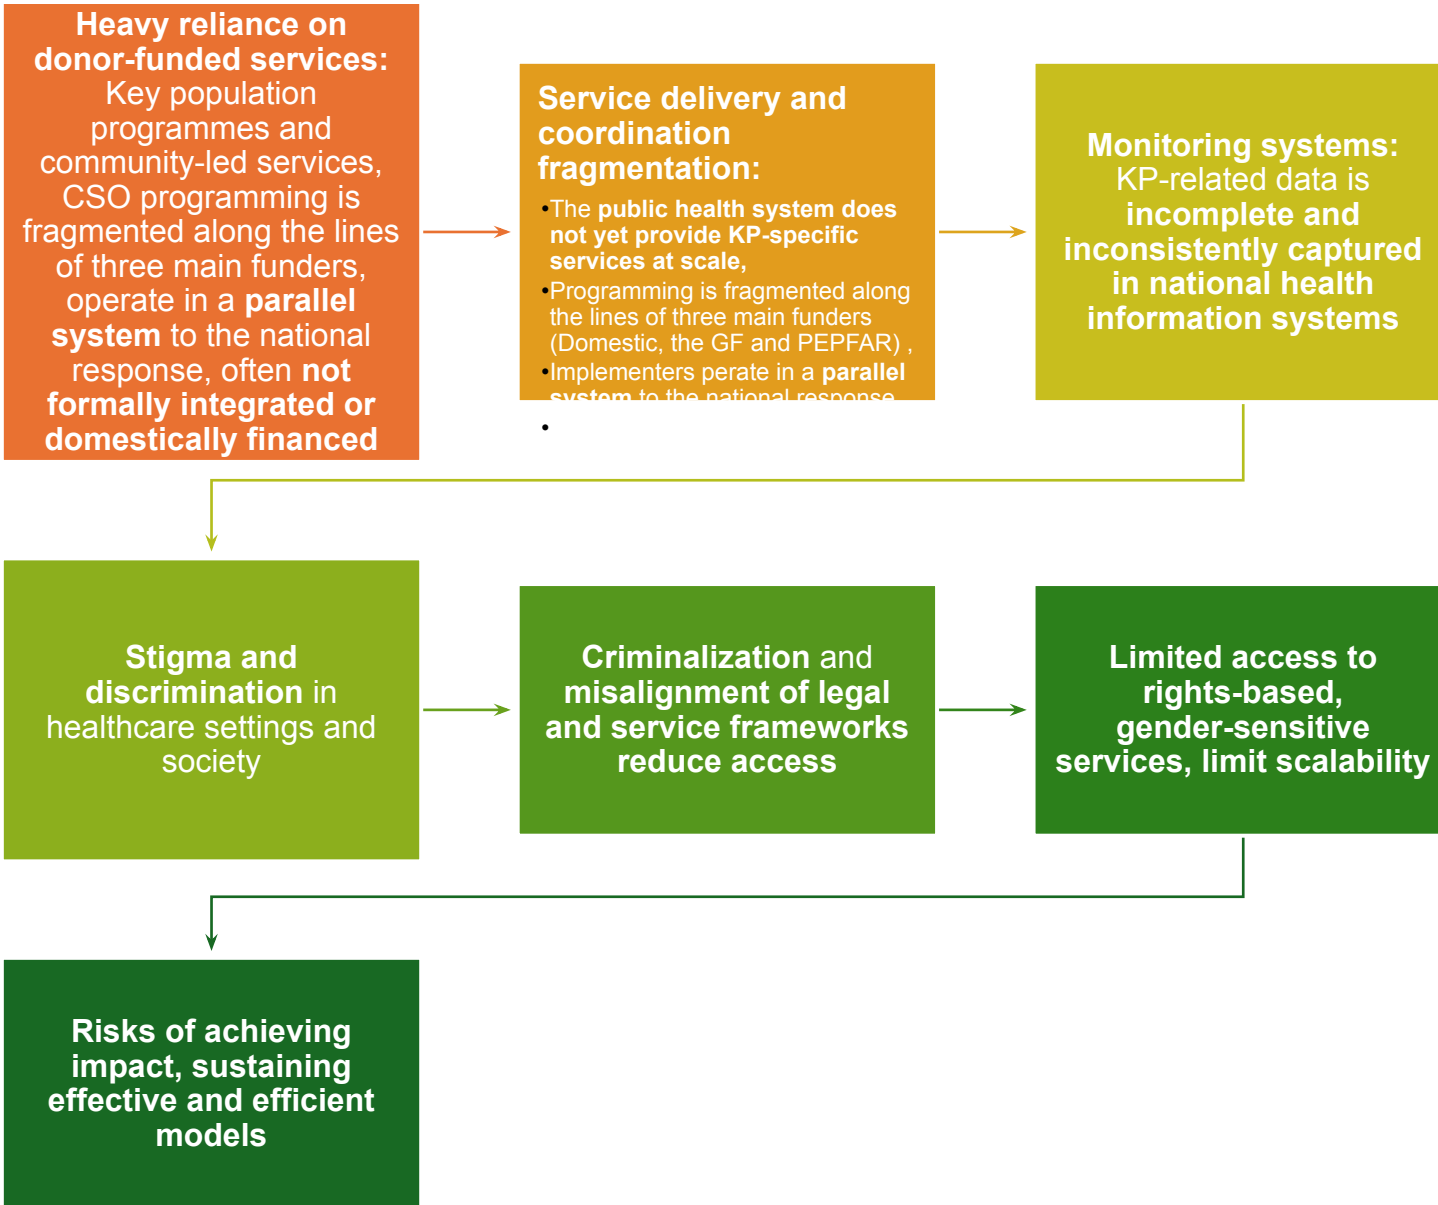 Heavy reliance on
donor-funded services:
Key population
programmes and
community-led services,
CSO programming is
fragmented along the lines
of three main funders,
operate in a parallel
system to the national
response, often not
formally integrated or
domestically financed
Service delivery and
coordination
fragmentation:
•The public health system does
not yet provide KP-specific
services at scale,
•Programming is fragmented along
the lines of three main funders
(Domestic, the GF and PEPFAR) ,
•Implementers perate in a parallel
system to the national response
•
Monitoring systems:
KP-related data is
incomplete and
inconsistently captured
in national health
information systems
Stigma and
discrimination in
healthcare settings and
society
Criminalization and
misalignment of legal
and service frameworks
reduce access
Limited access to
rights-based,
gender-sensitive
services, limit scalability
Risks of achieving
impact, sustaining
effective and efficient
models